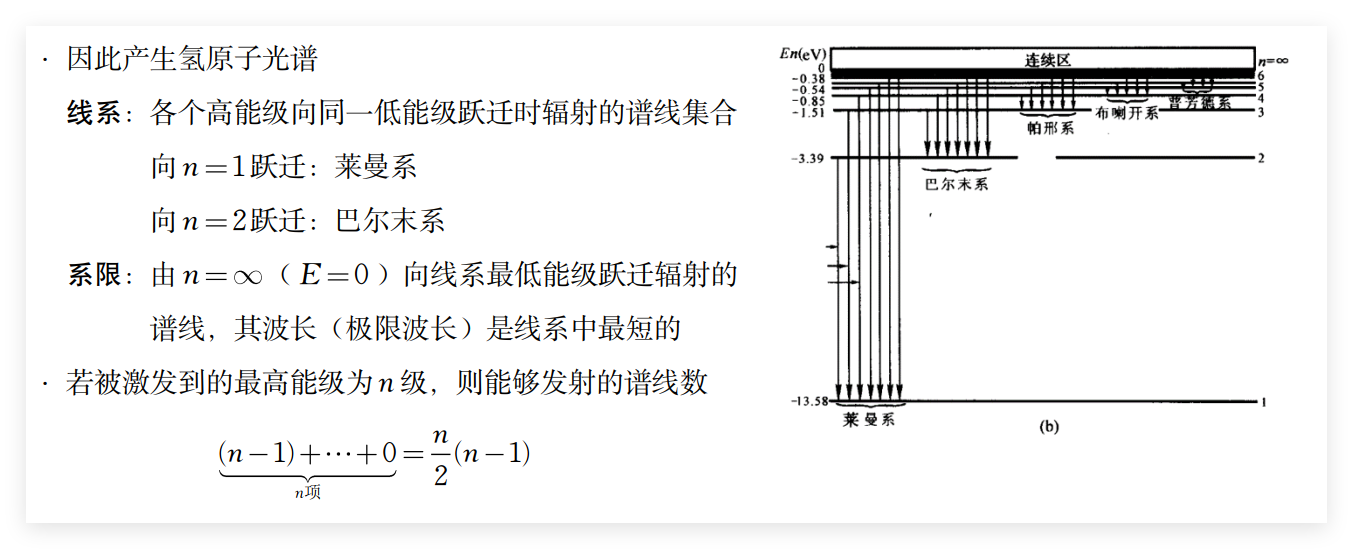 · 因此产生氢原子光谱
线系：各个高能级向同一低能级跃迁时辐射的谱线集合
向 n=1跃迁：莱曼系
向 n=2跃迁：巴尔末系
系限：由 n=∞（E=0）向线系最低能级跃迁辐射的
谱线，其波长（极限波长）是线系中最短的
· 若被激发到的最高能级为 n 级，则能够发射的谱线数
(n-1)+⋯+0=n/2(n-1)
n项
En(eV)
连续区
n=∞
0
6
-0.38
5
-0.54
4
-0.85
普芳德系
布喇开系
-1.51
3
帕邢系
-3.39
2
巴尔末系
-13.58
1
莱曼系
(b)